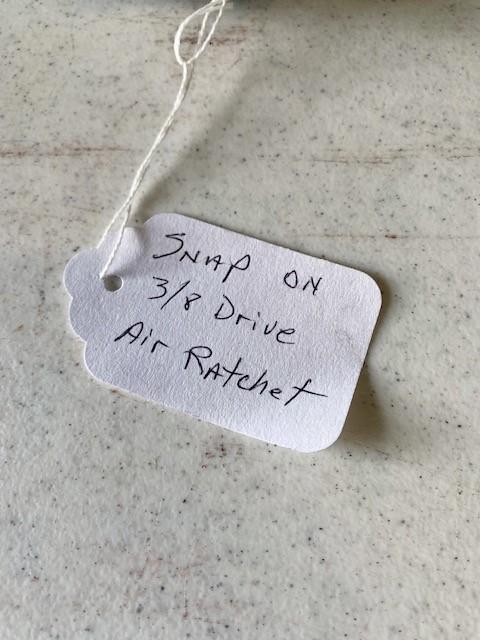 SNAP ON
3/8 Drive
Air RAtchet